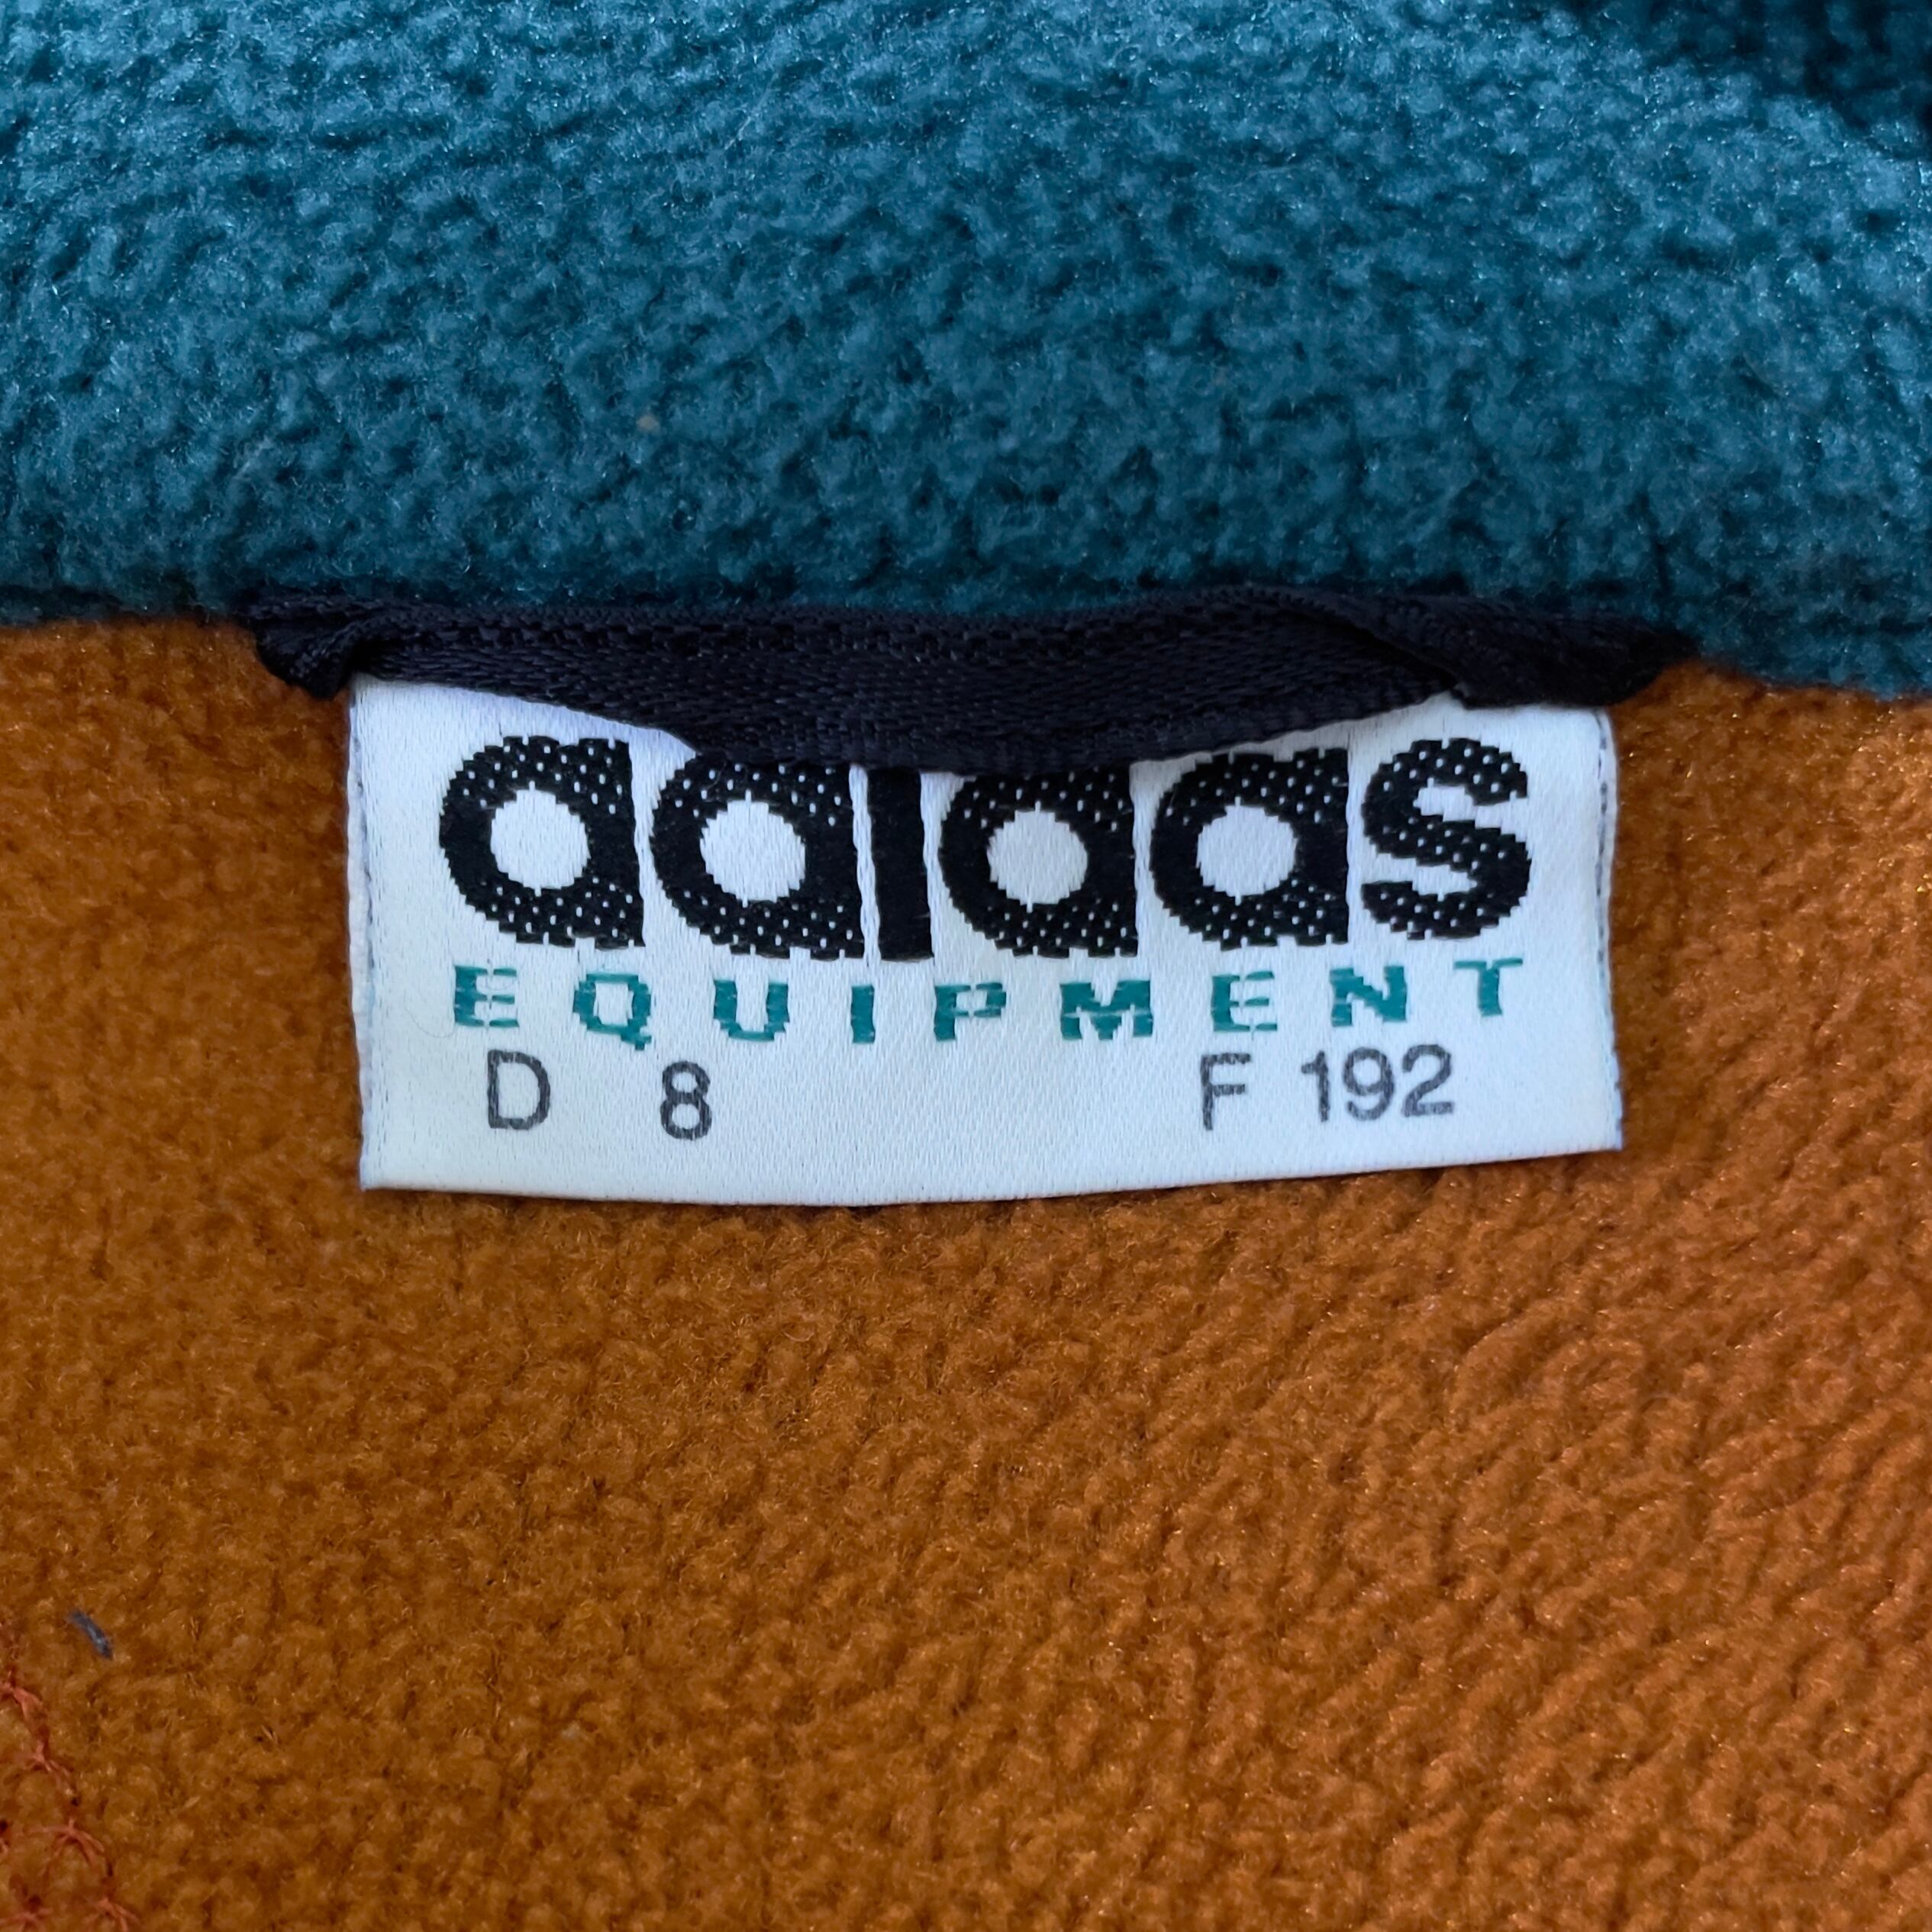 adidas
EQUIPMENT
D 8 F 192